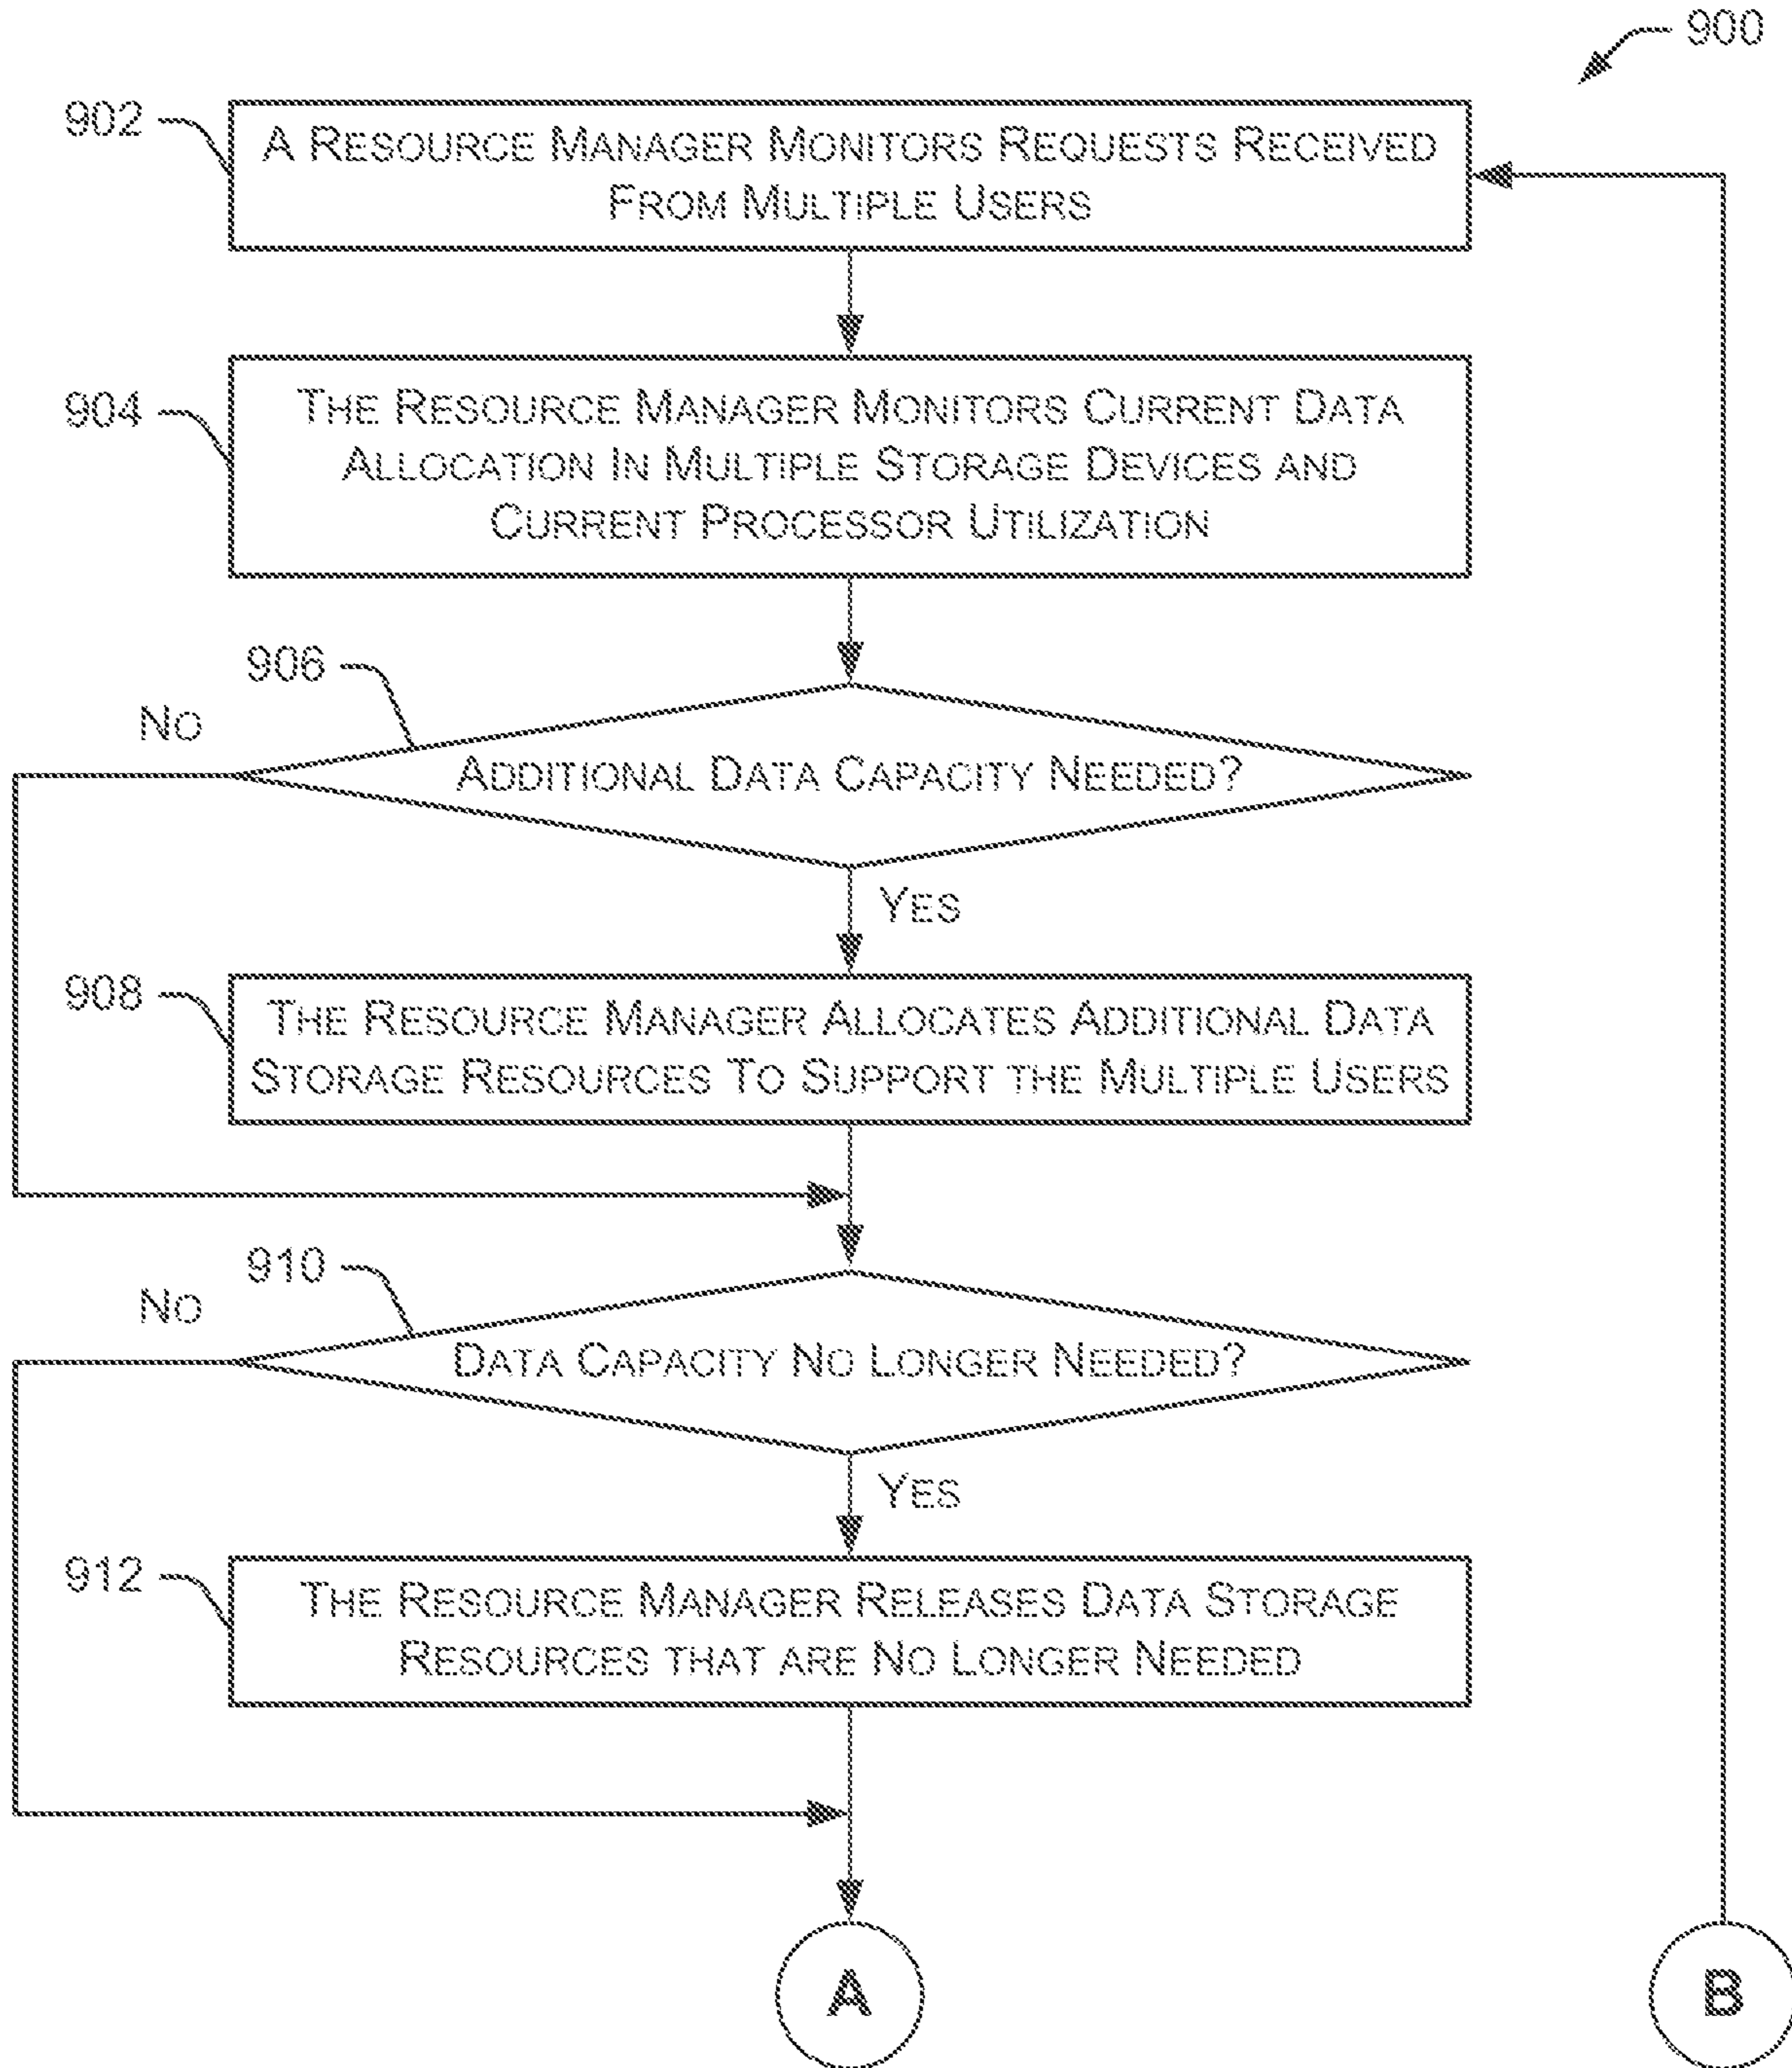 900
902
A RESOURCE MANAGER MONITORS REQUESTS RECEIVED
FROM MULTIPLE USERS
904
THE RESOURCE MANAGER MONITORS CURRENT DATA
ALLOCATION IN MULTIPLE STORAGE DEVICES AND
CURRENT PROCESSOR UTILIZATION
906
NO
ADDITIONAL DATA CAPACITY NEEDED?
YES
908
THE RESOURCE MANAGER ALLOCATES ADDITIONAL DATA
STORAGE RESOURCES TO SUPPORT THE MULTIPLE USERS
910
NO
DATA CAPACITY NO LONGER NEEDED?
YES
912
THE RESOURCE MANAGER RELEASES DATA STORAGE
RESOURCES THAT ARE NO LONGER NEEDED
A
B